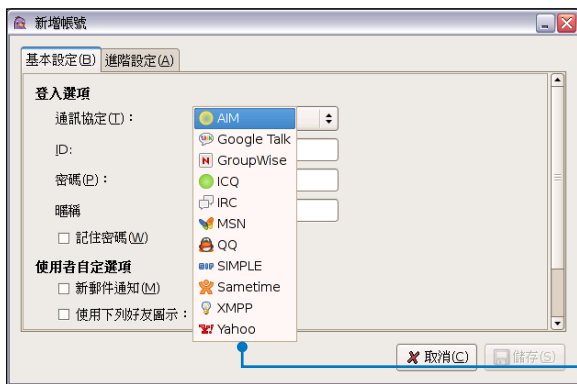 新增帳號
基本設定(B) 進階設定(A)
登入選項
通訊協定(T)：
AIM
Google Talk
ID:
GroupWise
密碼(P)：
ICQ
IRC
暱稱
MSN
記住密碼(W)
QQ
使用者自定選項
SIMPLE
新郵件通知(M)
Sametime
使用下列好友圖示：
XMPP
Yahoo
取消(C) 儲存(S)